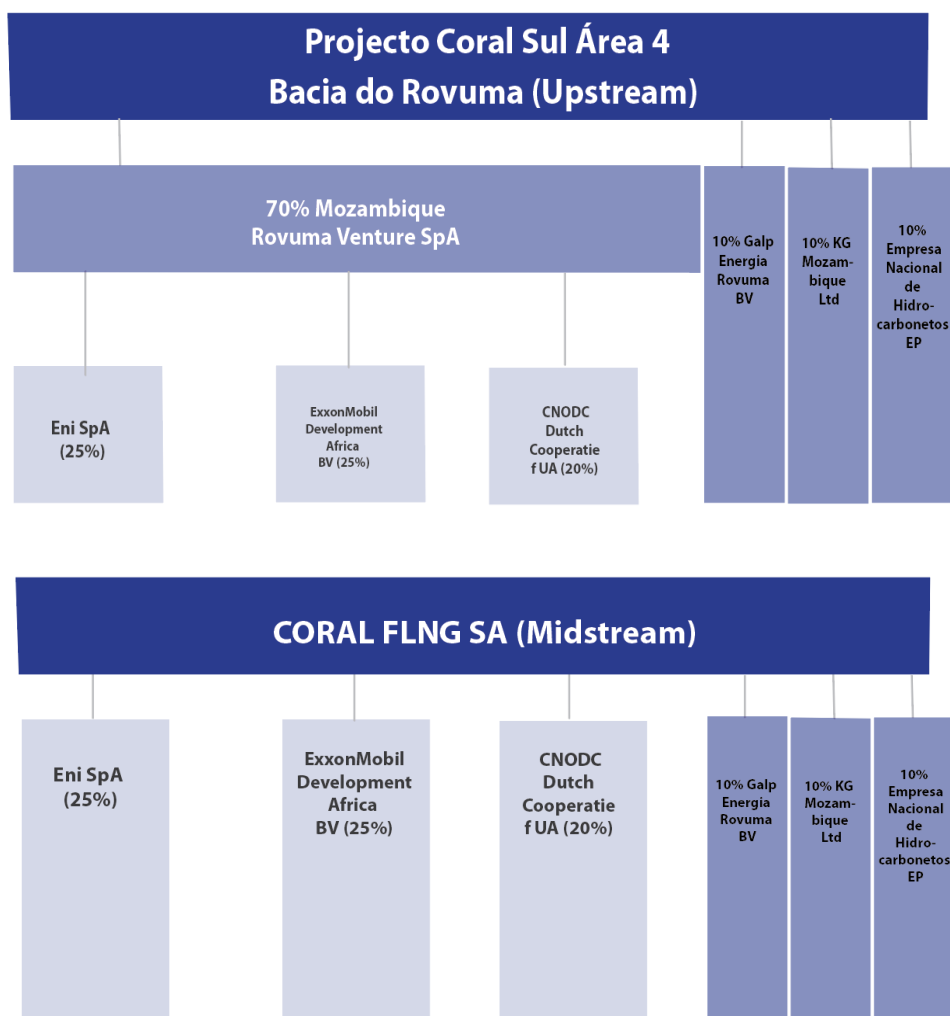 Projecto Coral Sul Área 4
Bacia do Rovuma (Upstream)
70% Mozambique
Rovuma Venture SpA
10% Galp
Energia
Rovuma
BV
10% KG
Mozam-
bique
Ltd
10%
Empresa
Nacional
de
Hidro-
carbonetos
EP
Eni SpA
(25%)
ExxonMobil
Development
Africa
BV (25%)
CNODC
Dutch
Cooperatie
f UA (20%)
CORAL FLNG SA (Midstream)
Eni SpA
(25%)
ExxonMobil
Development
Africa
BV (25%)
CNODC
Dutch
Cooperatie
f UA (20%)
10% Galp
Energia
Rovuma
BV
10% KG
Mozam-
bique
Ltd
10%
Empresa
Nacional
de
Hidro-
carbonetos
EP